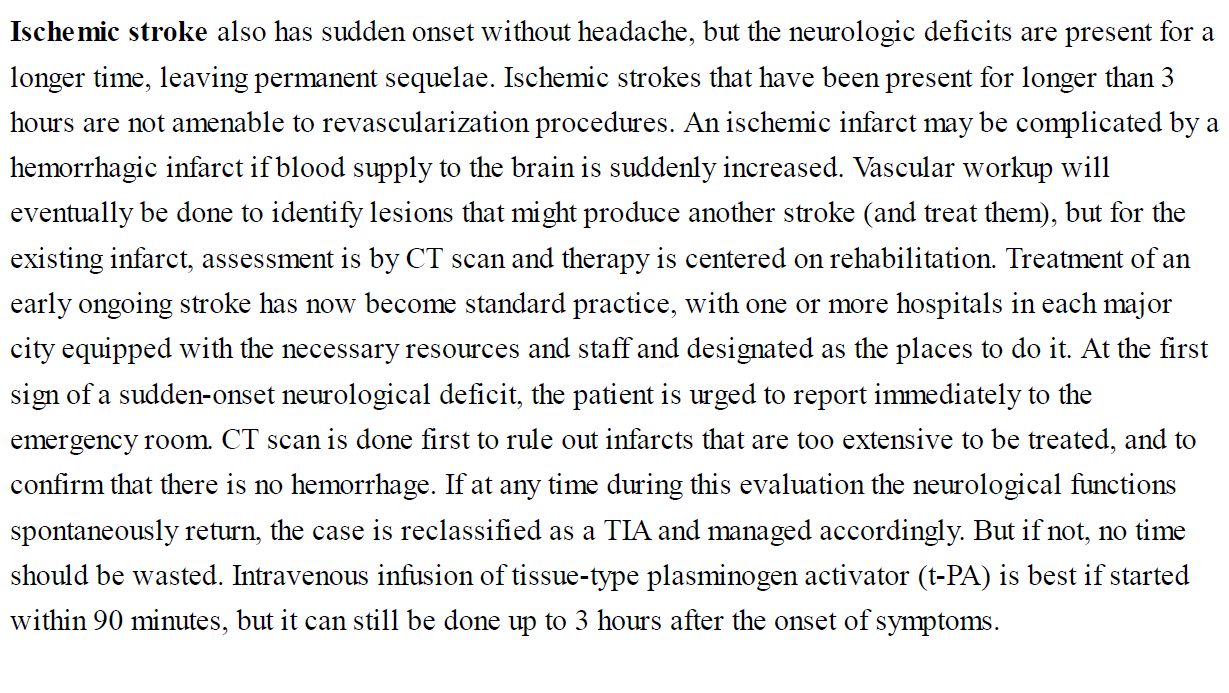 Ischemic stroke also has sudden onset without headache, but the neurologic deficits are present for a
longer time, leaving permanent sequelae. Ischemic strokes that have been present for longer than 3
hours are not amenable to revascularization procedures. An ischemic infarct may be complicated by a
hemorrhagic infarct if blood supply to the brain is suddenly increased. Vascular workup will
eventually be done to identify lesions that might produce another stroke (and treat them), but for the
existing infarct, assessment is by CT scan and therapy is centered on rehabilitation. Treatment of an
early ongoing stroke has now become standard practice, with one or more hospitals in each major
city equipped with the necessary resources and staff and designated as the places to do it. At the first
sign of a sudden-onset neurological deficit, the patient is urged to report immediately to the
emergency room. CT scan is done first to rule out infarcts that are too extensive to be treated, and to
confirm that there is no hemorrhage. If at any time during this evaluation the neurological functions
spontaneously return, the case is reclassified as a TIA and managed accordingly. But if not, no time
should be wasted. Intravenous infusion of tissue-type plasminogen activator (t-PA) is best if started
within 90 minutes, but it can still be done up to 3 hours after the onset of symptoms.